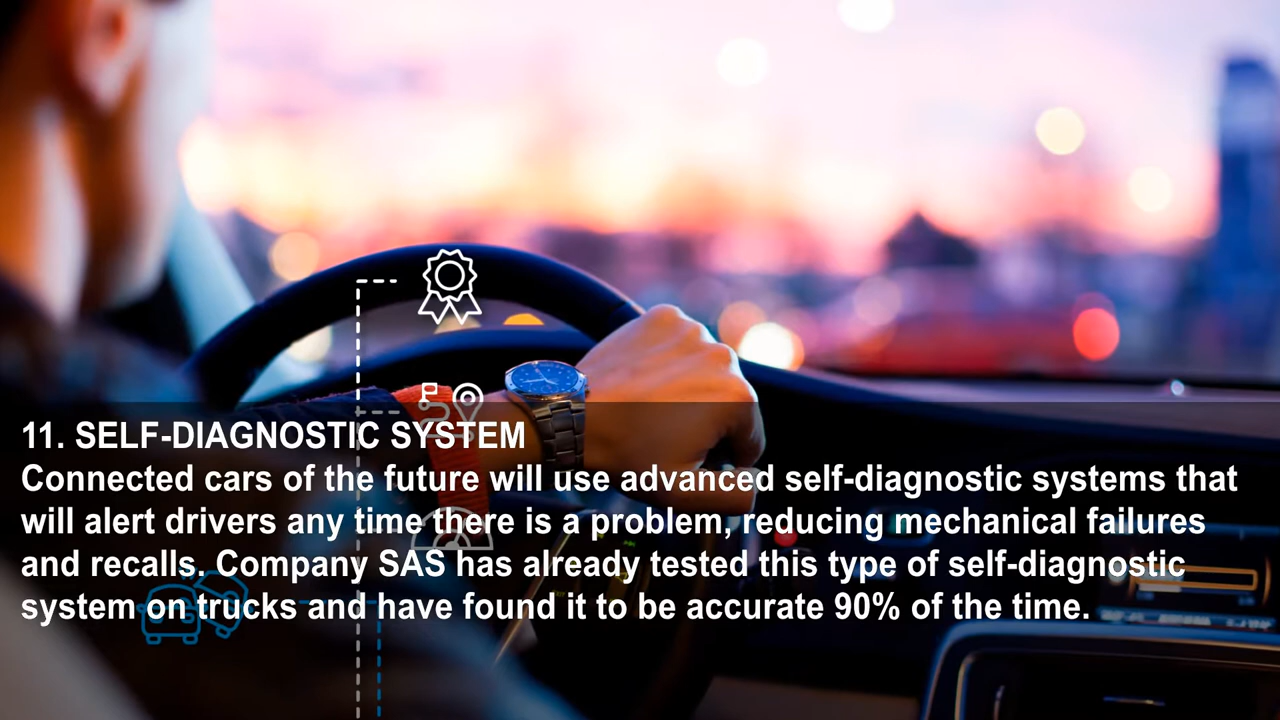 11. SELF-DIAGNOSTIC SYSTEM
Connected cars of the future will use advanced self-diagnostic systems that
will alert drivers any time there is a problem, reducing mechanical failures
and recalls. Company SAS has already tested this type of self-diagnostic
system on trucks and have found it to be accurate 90% of the time.